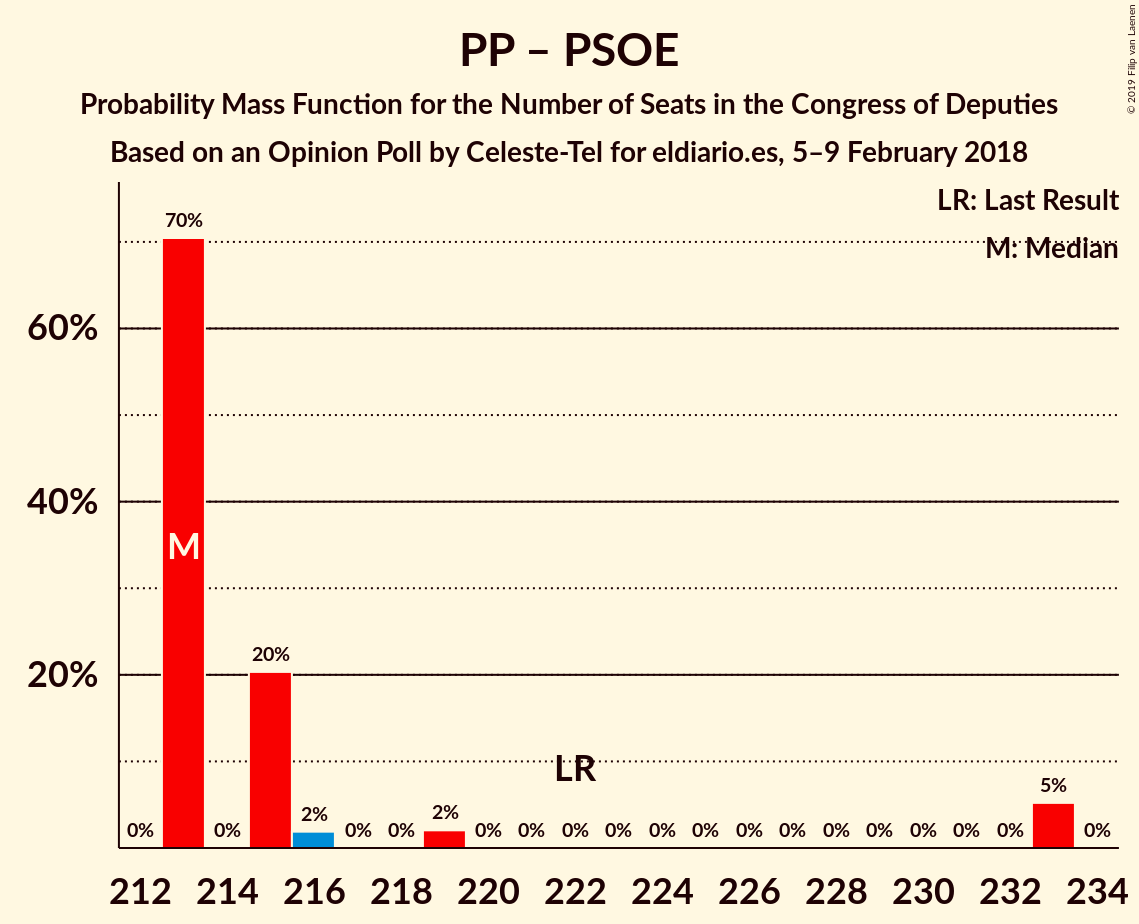 PP – PSOE
Probability Mass Function for the Number of Seats in the Congress of Deputies
Based on an Opinion Poll by Celeste-Tel for eldiario.es, 5–9 February 2018
© 2019 Filip van Laenen
LR: Last Result
M: Median
60%
40%
20%
70%
M
20%
LR
0% 0% 2% 0% 0% 2% 0% 0% 0% 0% 0% 0% 0% 0% 0% 0% 0% 0% 0% 5% 0%
212 214 216 218 220 222 224 226 228 230 232 234